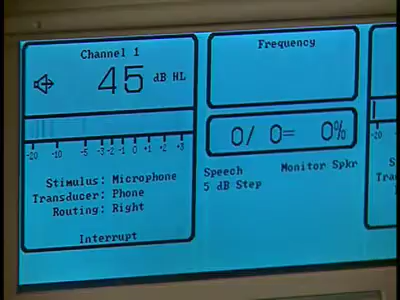 Channel 1
45 dB HL
-20 -10 -5 -3 -2 -1 0 +1 +2 +3
Stimulus: Microphone
Transducer: Phone
Routing: Right
Interrupt
Frequency
0/ 0= 0%
Speech Monitor Spkr
5 dB Step
-20